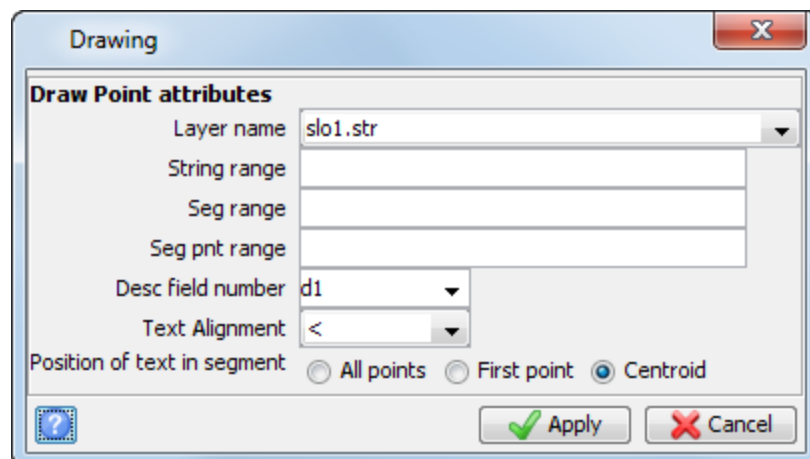 Drawing
Draw Point attributes
Layer name slo1.str
String range
Seg range
Seg pnt range
Desc field number d1
Text Alignment <
Position of text in segment All points First point Centroid
? Apply Cancel